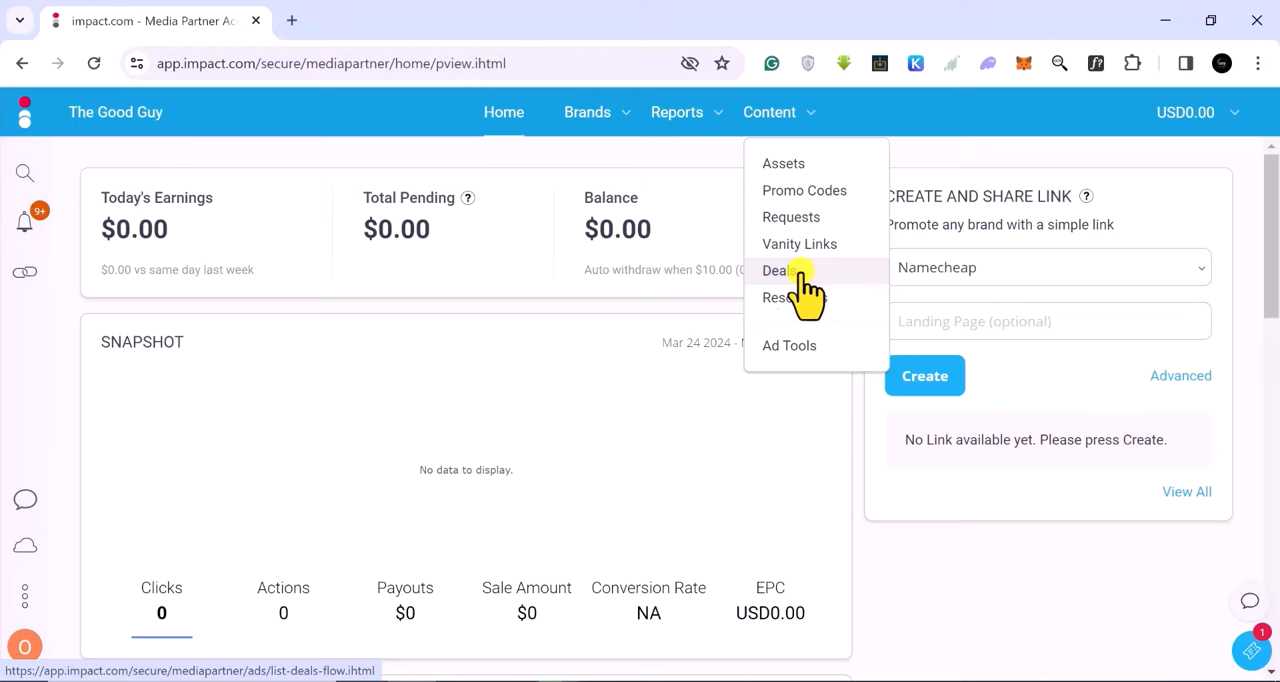 impact.com - Media Partner Ac
app.impact.com/secure/mediapartner/home/pview.ihtml
The Good Guy
Home
Brands
Reports
Content
USD0.00
Assets
Promo Codes
Requests
Vanity Links
Deals
Ad Tools
9+
Today's Earnings
$0.00
$0.00 vs same day last week
Total Pending ?
$0.00
Balance
$0.00
Auto withdraw when $10.00 (
CREATE AND SHARE LINK ?
Promote any brand with a simple link
Namecheap
Landing Page (optional)
Create
Advanced
No Link available yet. Please press Create.
View All
SNAPSHOT
Mar 24 2024 -
No data to display.
Clicks
0
Actions
0
Payouts
$0
Sale Amount
$0
Conversion Rate
NA
EPC
USD0.00
1
O
https://app.impact.com/secure/mediapartner/ads/list-deals-flow.ihtml